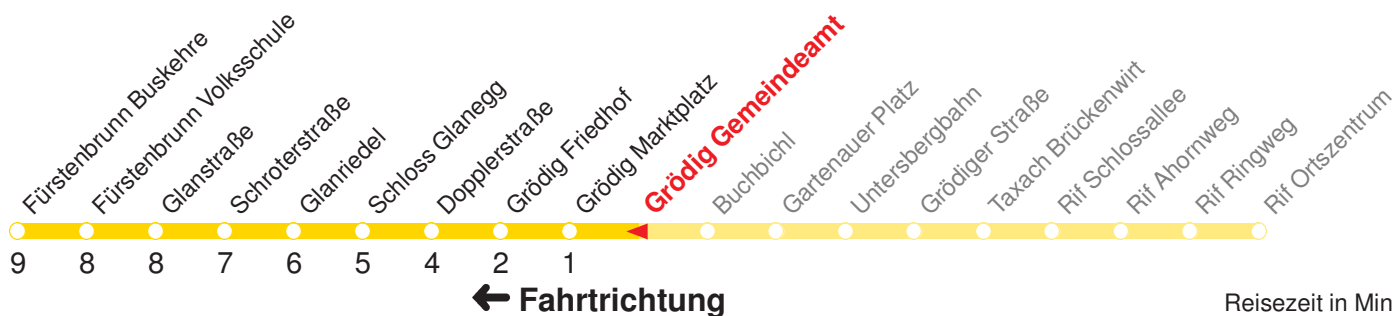 Fürstenbrunn Buskehre
Fürstenbrunn Volksschule
Glanstraße
Schroterstraße
Glanriedel
Schloss Glanegg
Dopplerstraße
Grödig Friedhof
Grödig Marktplatz
Grödig Gemeindeamt
Buchbichl
Gartenauer Platz
Untersbergbahn
Grödiger Straße
Taxach Brückenwirt
Rif Schlossallee
Rif Ahornweg
Rif Ringweg
Rif Ortszentrum
9 8 8 7 6 5 4 2 1
Fahrtrichtung
Reisezeit in Min